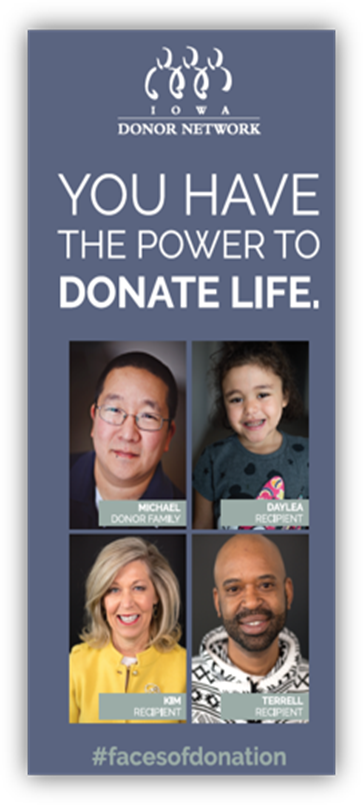 IOWA
DONOR NETWORK
YOU HAVE
THE POWER TO
DONATE LIFE.
MICHAEL
DONOR FAMILY
DAYLEA
RECIPIENT
KIM
RECIPIENT
TERRELL
RECIPIENT
#facesofdonation